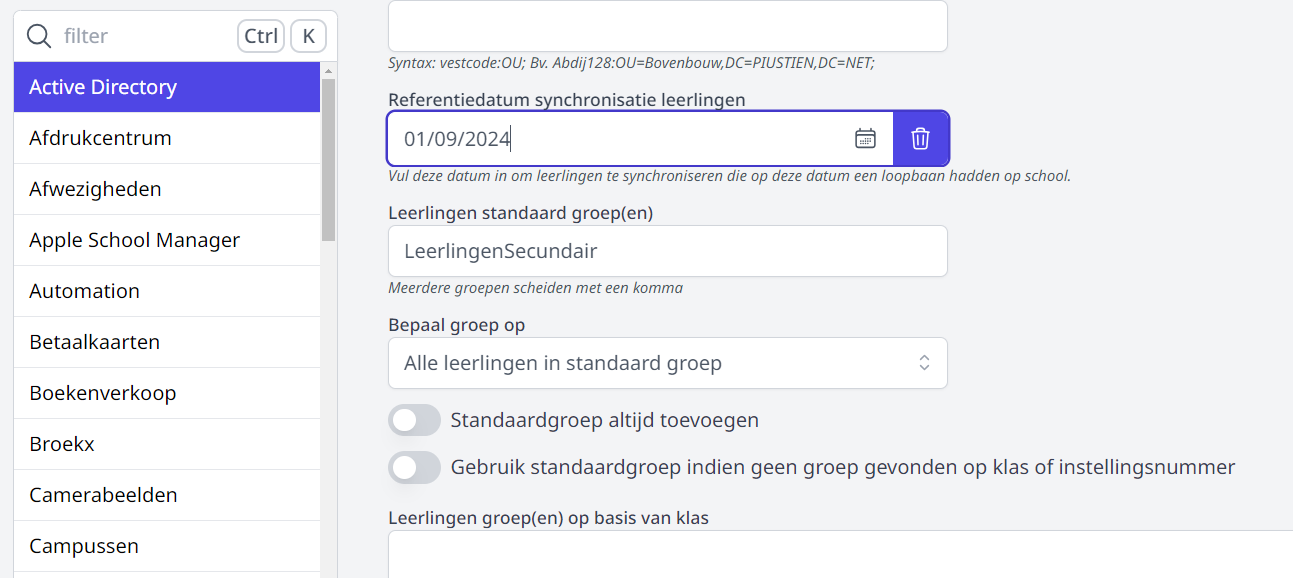 filter Ctrl K
Active Directory
Afdrukcentrum
Afwezigheden
Apple School Manager
Automation
Betaalkaarten
Boekenverkoop
Broekx
Camerabeelden
Campussen
Syntax: vestcode:OU; Bv. Abdij128:OU=Bovenbouw,DC=PIUSTIEN,DC=NET;
Referentiedatum synchronisatie leerlingen
01/09/2024
Vul deze datum in om leerlingen te synchroniseren die op deze datum een loopbaan hadden op school.
Leerlingen standaard groep(en)
LeerlingenSecundair
Meerdere groepen scheiden met een komma
Bepaal groep op
Alle leerlingen in standaard groep
Standaardgroep altijd toevoegen
Gebruik standaardgroep indien geen groep gevonden op klas of instellingsnummer
Leerlingen groep(en) op basis van klas